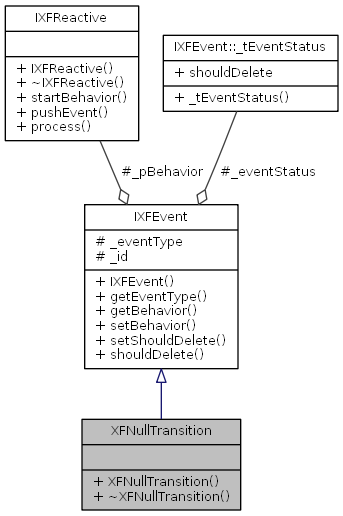 IXFReactive
+ IXFReactive()
+ ~IXFReactive()
+ startBehavior()
+ pushEvent()
+ process()
IXFEvent::_tEventStatus
+ shouldDelete
+ _tEventStatus()
#_pBehavior
#_eventStatus
IXFEvent
# _eventType
# _id
+ IXFEvent()
+ getEventType()
+ getBehavior()
+ setBehavior()
+ setShouldDelete()
+ shouldDelete()
XFNullTransition
+ XFNullTransition()
+ ~XFNullTransition()